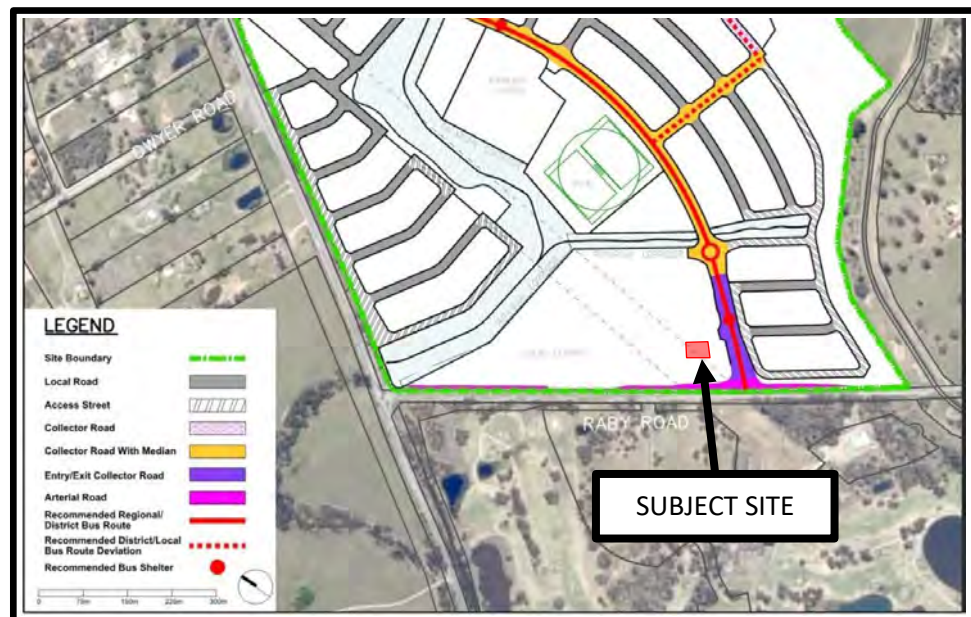 DWYER ROAD
LEGEND
Site Boundary
Local Road
Access Street
Collector Road
Collector Road With Median
Entry/Exit Collector Road
Arterial Road
Recommended Regional/
District Bus Route
Recommended District/Local
Bus Route Deviation
Recommended Bus Shelter
0 75m 150m 225m 300m
RABY ROAD
SUBJECT SITE